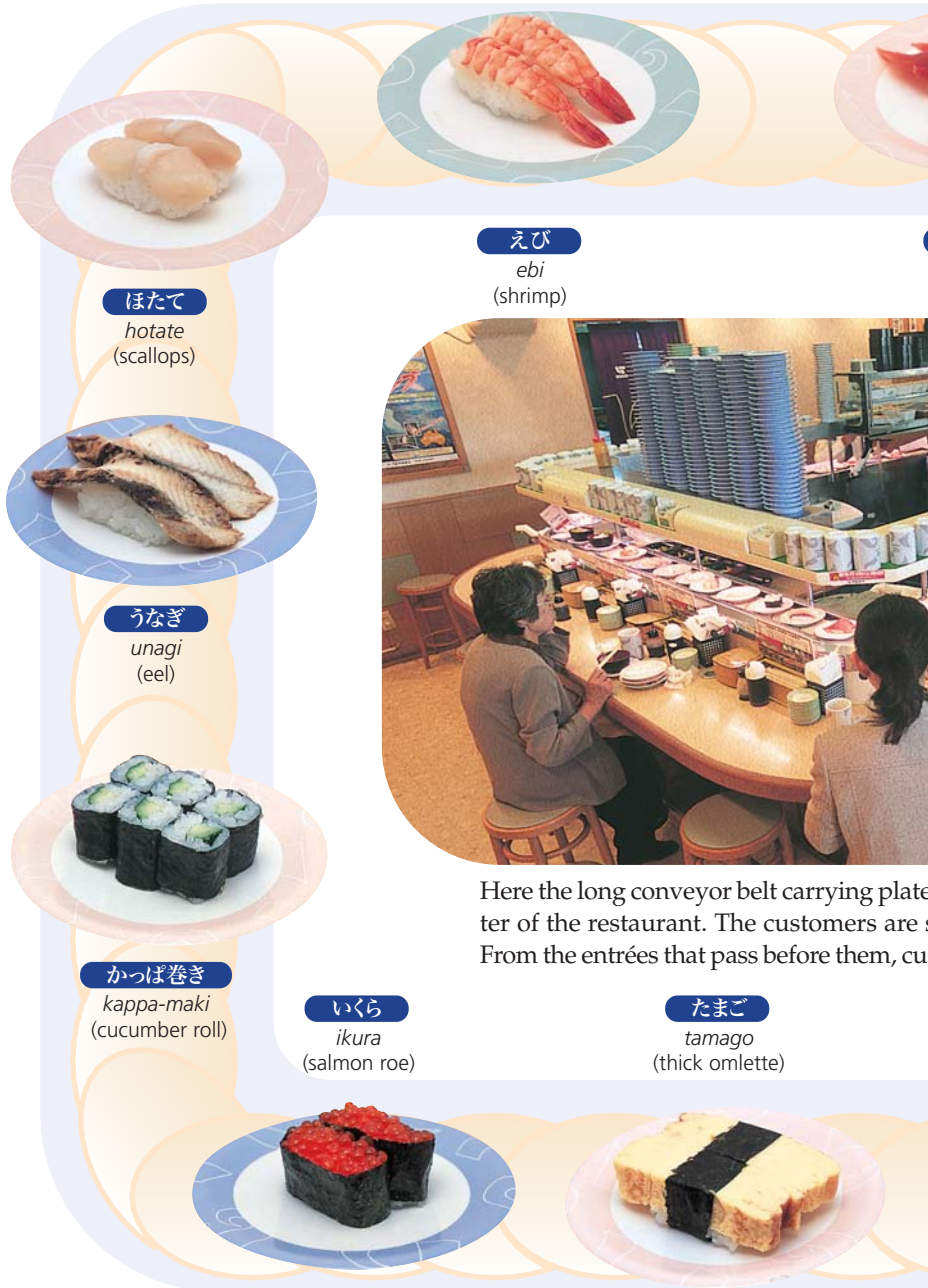 えび
ebi
(shrimp)
ほたて
hotate
(scallops)
うなぎ
unagi
(eel)
かっぱ巻き
kappa-maki
(cucumber roll)
Here the long conveyor belt carrying plate
ter of the restaurant. The customers are s
From the entrées that pass before them, cu
いくら
ikura
(salmon roe)
たまご
tamago
(thick omlette)